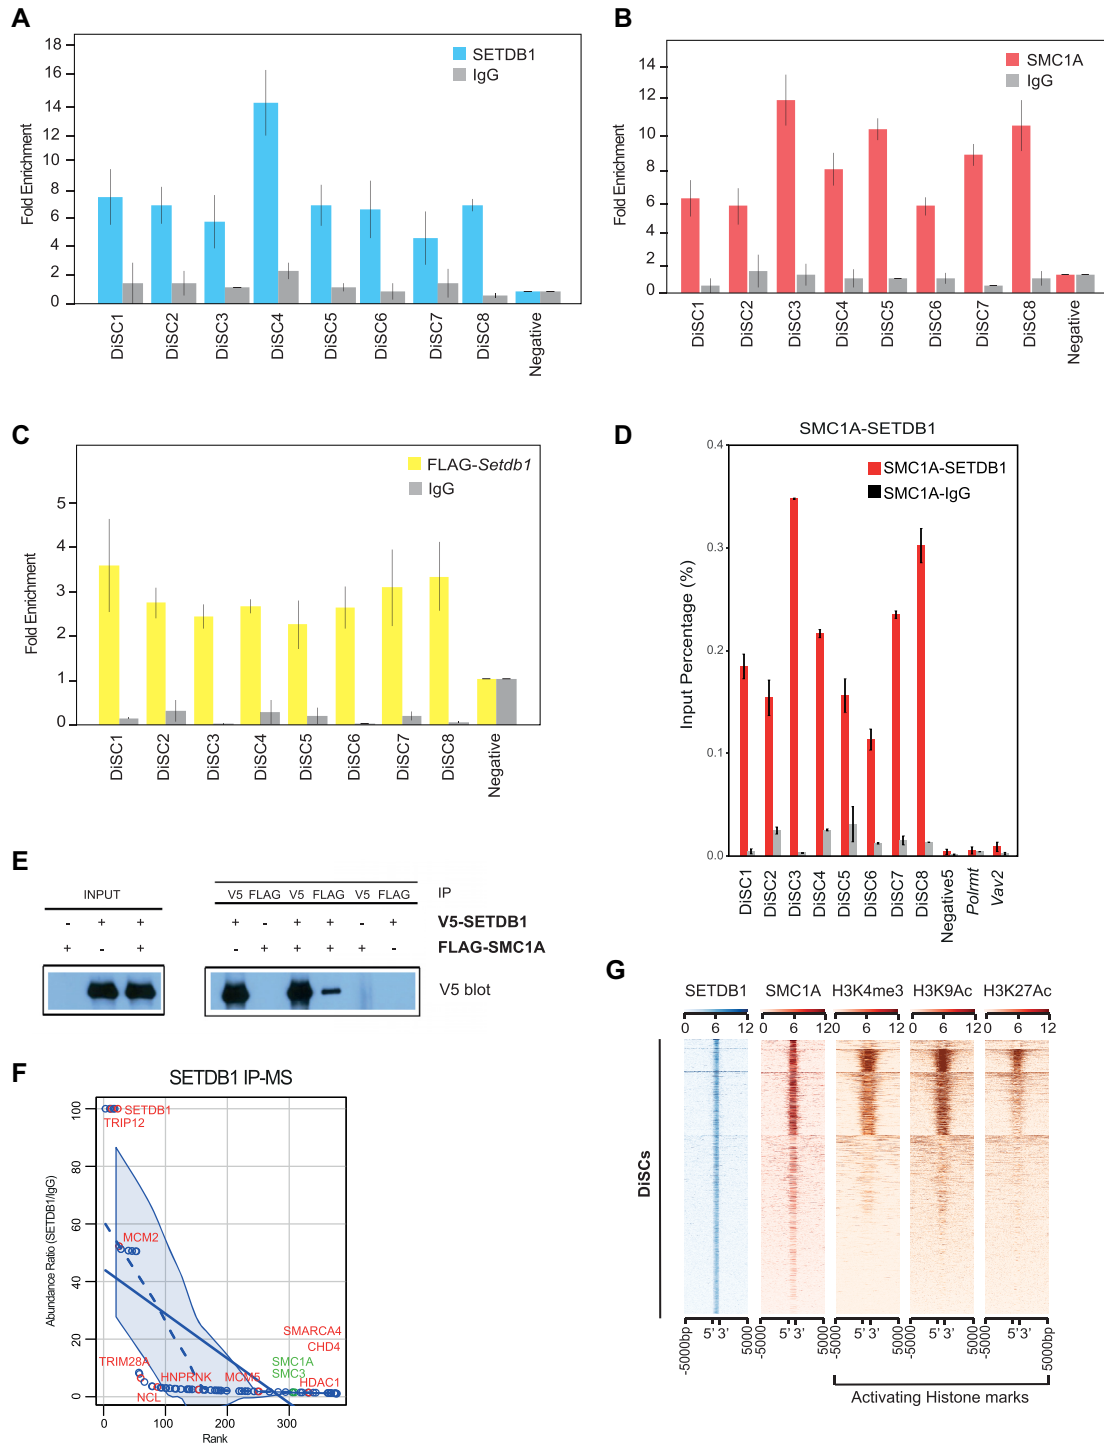 A
SETDB1
IgG
Fold Enrichment
18
16
14
12
10
8
6
4
2
0
DiSC1
DiSC2
DiSC3
DiSC4
DiSC5
DiSC6
DiSC7
DiSC8
Negative
B
SMC1A
IgG
Fold Enrichment
14
12
10
8
6
4
2
0
DiSC1
DiSC2
DiSC3
DiSC4
DiSC5
DiSC6
DiSC7
DiSC8
Negative
C
FLAG-Setdb1
IgG
Fold Enrichment
5
4
3
2
1
0
DiSC1
DiSC2
DiSC3
DiSC4
DiSC5
DiSC6
DiSC7
DiSC8
Negative
D
SMC1A-SETDB1
SMC1A-SETDB1
SMC1A-IgG
Input Percentage (%)
0.4
0.3
0.2
0.1
0.0
DiSC1
DiSC2
DiSC3
DiSC4
DiSC5
DiSC6
DiSC7
DiSC8
Negative5
Polrmt
Vav2
E
INPUT
V5 FLAG V5 FLAG V5 FLAG IP
- + + + - + + - + V5-SETDB1
+ - + - + + + + - FLAG-SMC1A
V5 blot
F
SETDB1 IP-MS
Abundance Ratio (SETDB1/IgG)
100
80
60
40
20
0
SETDB1
TRIP12
MCM2
SMARCA4
CHD4
SMC1A
SMC3
TRIM28A
HNPRNK
MCM5
HDAC1
NCL
0 100 200 300
Rank
G
SETDB1 SMC1A H3K4me3 H3K9Ac H3K27Ac
0 6 12 0 6 12 0 6 12 0 6 12 0 6 12
DiSCs
-5000bp 5' 3' 5000 -5000 5' 3' 5000 -5000 5' 3' 5000 -5000 5' 3' 5000 -5000 5' 3' 5000bp
Activating Histone marks